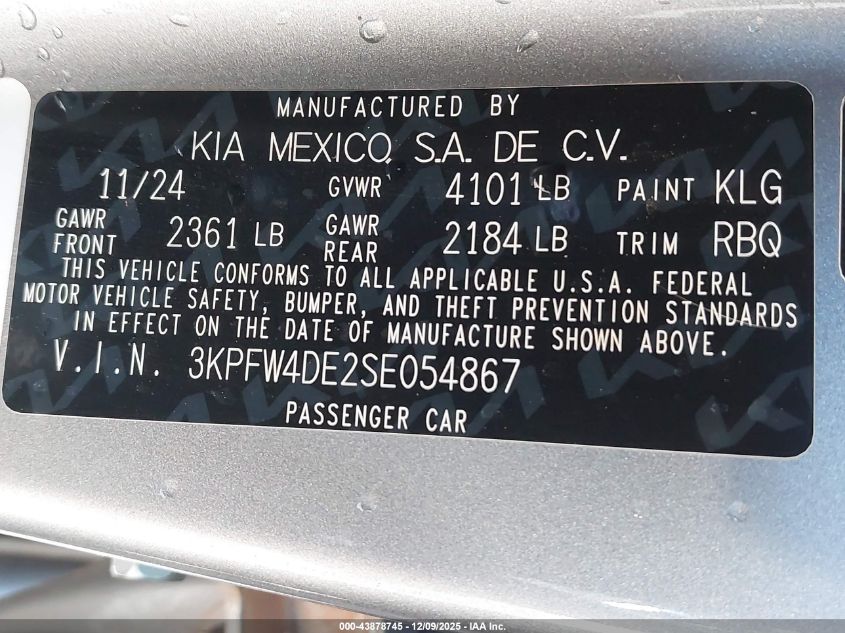 MANUFACTURED BY
KIA MEXICO, S.A. DE C.V.
11/24 GVWR 4101 LB PAINT KLG
GAWR FRONT 2361 LB GAWR REAR 2184 LB TRIM RBQ
THIS VEHICLE CONFORMS TO ALL APPLICABLE U.S.A. FEDERAL
MOTOR VEHICLE SAFETY, BUMPER, AND THEFT PREVENTION STANDARDS
IN EFFECT ON THE DATE OF MANUFACTURE SHOWN ABOVE.
V.I.N. 3KPFW4DE2SE054867
PASSENGER CAR
000-43878745 - 12/09/2025 - IAA Inc.